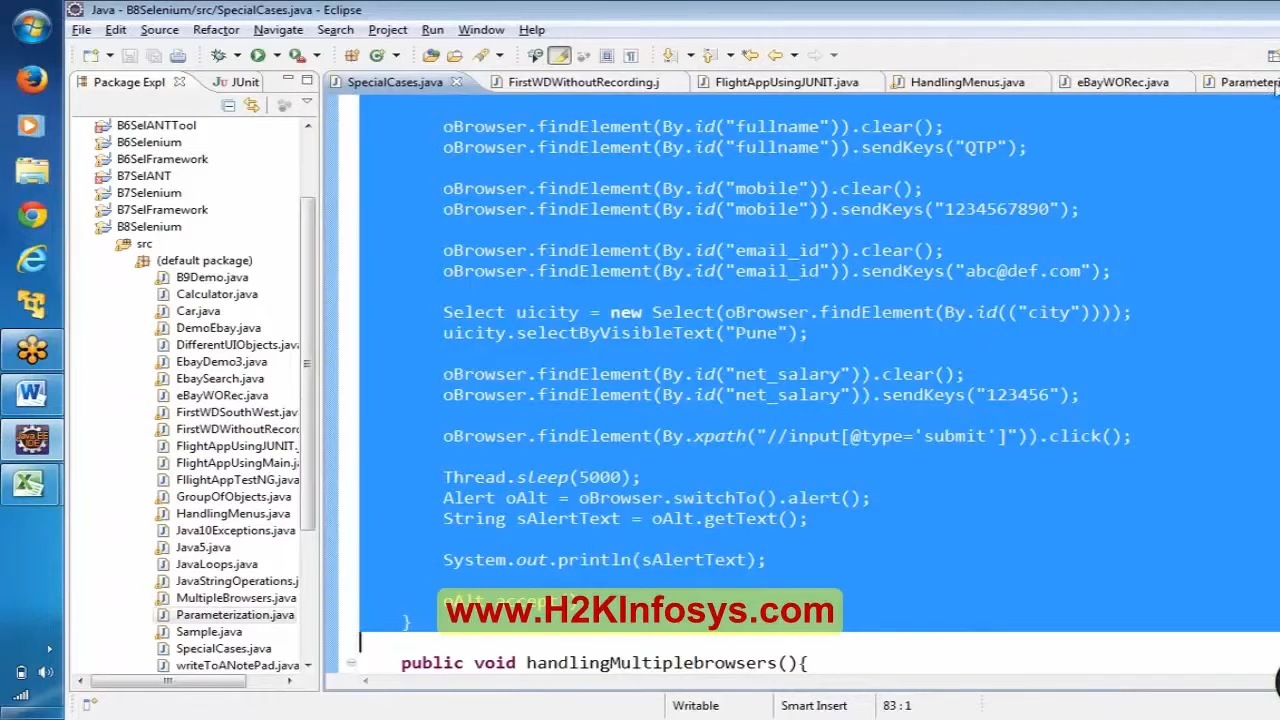 Java - B8Selenium/src/SpecialCases.java - Eclipse
File Edit Source Refactor Navigate Search Project Run Window Help
Package Expl JUnit
SpecialCases.java FirstWDWithoutRecording.j FlightAppUsingJUNIT.java HandlingMenus.java eBayWORec.java Parameteri
B6SelANTTool
B6Selenium
B6SelFramework
B7SelANT
B7Selenium
B7SelFramework
B8Selenium
src
(default package)
B9Demo.java
Calculator.java
Car.java
DemoEbay.java
DifferentUIObjects.java
EbayDemo3.java
EbaySearch.java
eBayWORec.java
FirstWDSouthWest.jav
FirstWDWithoutRecord
FlightAppUsingJUNIT.
FlightAppUsingMain.j
FllightAppTestNG.java
GroupOfObjects.java
HandlingMenus.java
Java10Exceptions.java
Java5.java
JavaLoops.java
JavaStringOperations.j
MultipleBrowsers.java
Parameterization.java
Sample.java
SpecialCases.java
writeToANotePad.java
oBrowser.findElement(By.id("fullname")).clear();
oBrowser.findElement(By.id("fullname")).sendKeys("QTP");
oBrowser.findElement(By.id("mobile")).clear();
oBrowser.findElement(By.id("mobile")).sendKeys("1234567890");
oBrowser.findElement(By.id("email_id")).clear();
oBrowser.findElement(By.id("email_id")).sendKeys("abc@def.com");
Select uicity = new Select(oBrowser.findElement(By.id(("city"))));
uicity.selectByVisibleText("Pune");
oBrowser.findElement(By.id("net_salary")).clear();
oBrowser.findElement(By.id("net_salary")).sendKeys("123456");
oBrowser.findElement(By.xpath("//input[@type='submit']")).click();
Thread.sleep(5000);
Alert oAlt = oBrowser.switchTo().alert();
String sAlertText = oAlt.getText();
System.out.println(sAlertText);
www.H2KInfosys.com
}
public void handlingMultiplebrowsers(){
Writable Smart Insert 83 : 1